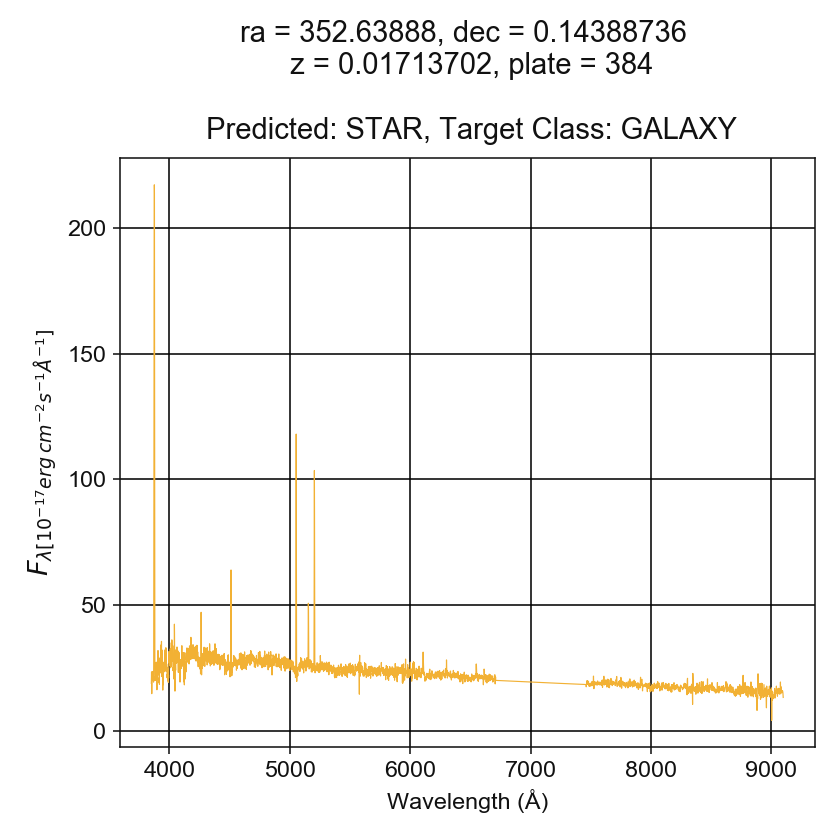 ra = 352.63888, dec = 0.14388736
z = 0.01713702, plate = 384
Predicted: STAR, Target Class: GALAXY
F_{λ[10^{−17} erg cm^{−2} s^{−1} Å^{−1}]}
200
150
100
50
0
4000 5000 6000 7000 8000 9000
Wavelength (Å)